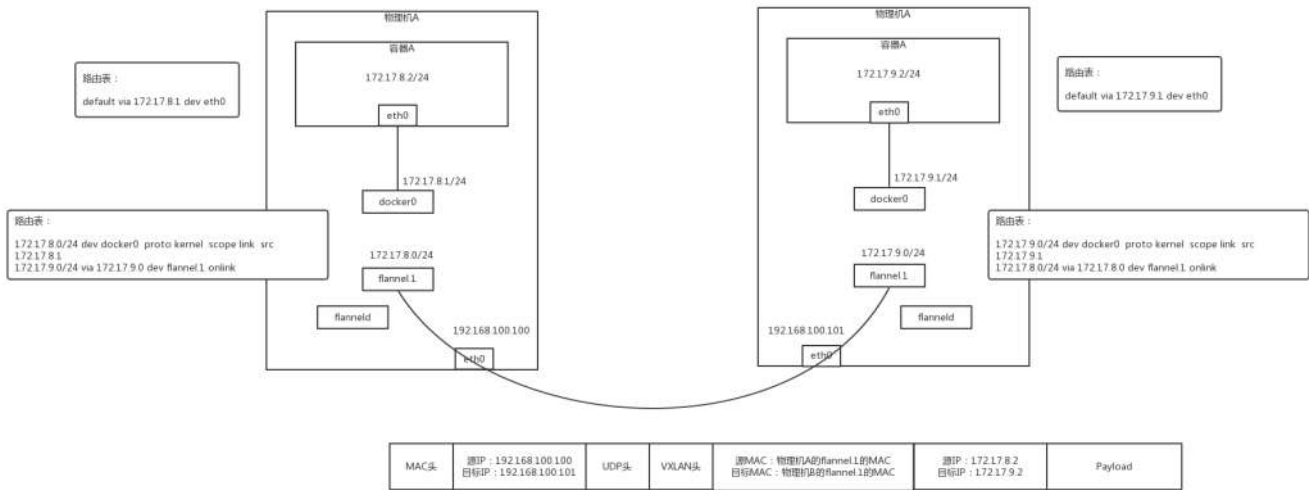 物理机A
物理机A
容器A
容器A
172.17.8.2/24
172.17.9.2/24
路由表：
default via 172.17.8.1 dev eth0
路由表：
default via 172.17.9.1 dev eth0
eth0
eth0
172.17.8.1/24
172.17.9.1/24
docker0
docker0
路由表：
172.17.8.0/24 dev docker0 proto kernel scope link src
172.17.8.1
172.17.9.0/24 via 172.17.9.0 dev flannel.1 onlink
路由表：
172.17.9.0/24 dev docker0 proto kernel scope link src
172.17.9.1
172.17.8.0/24 via 172.17.8.0 dev flannel.1 onlink
172.17.8.0/24
172.17.9.0/24
flannel.1
flannel.1
flanneld
flanneld
192.168.100.100
192.168.100.101
eth0
eth0
MAC头
源IP：192.168.100.100
目标IP：192.168.100.101
UDP头
VXLAN头
源MAC：物理机A的flannel.1的MAC
目标MAC：物理机B的flannel.1的MAC
源IP：172.17.8.2
目标IP：172.17.9.2
Payload